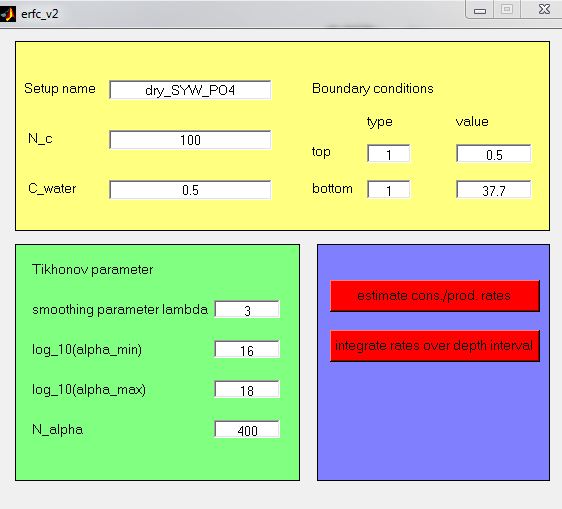 erfc_v2
Setup name dry_SYW_PO4 Boundary conditions
type value
N_c 100
top 1 0.5
C_water 0.5 bottom 1 37.7
Tikhonov parameter
smoothing parameter lambda 3
log_10(alpha_min) 16
log_10(alpha_max) 18
N_alpha 400
estimate cons./prod. rates
integrate rates over depth interval